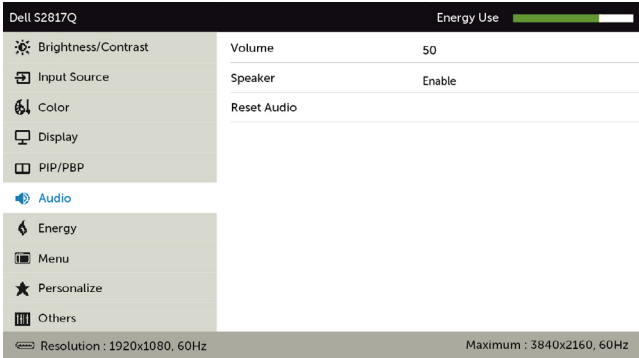 Dell S2817Q Energy Use
Brightness/Contrast Volume 50
Input Source Speaker Enable
Color Reset Audio
Display
PIP/PBP
Audio
Energy
Menu
Personalize
Others
Resolution : 1920x1080, 60Hz Maximum : 3840x2160, 60Hz